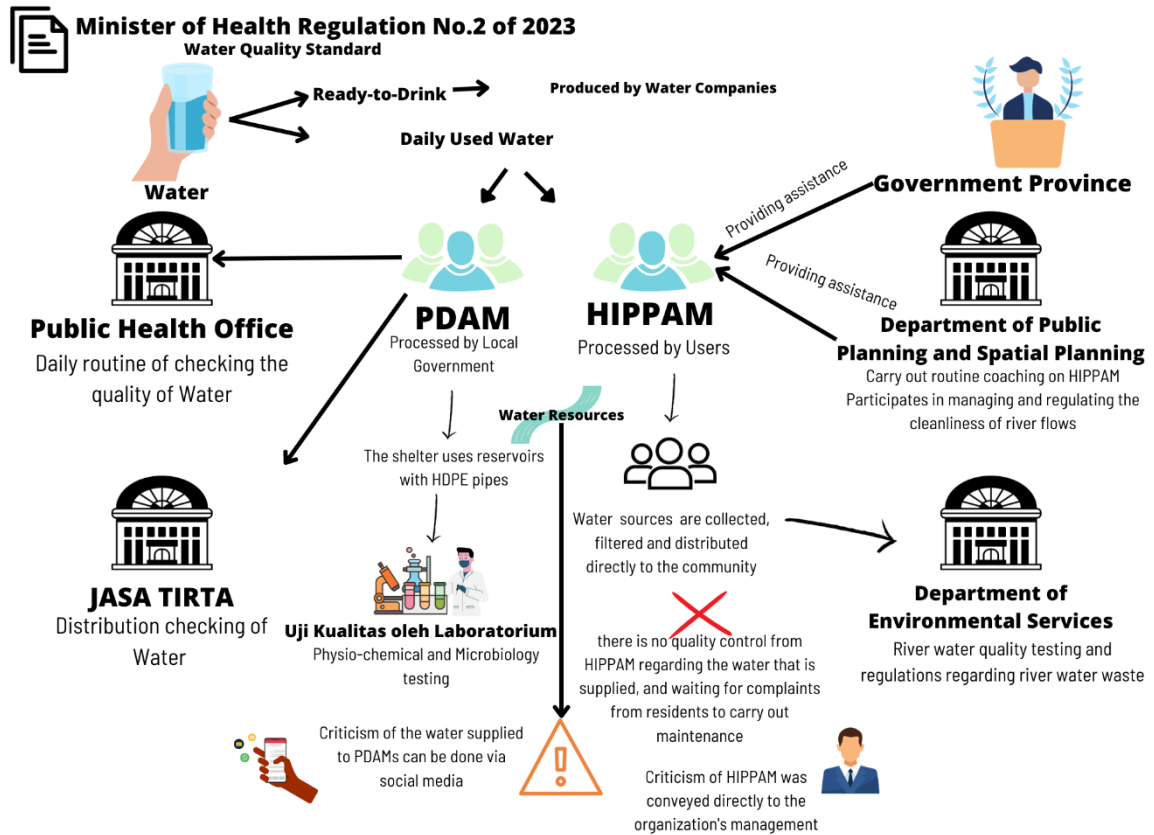 Minister of Health Regulation No.2 of 2023
Water Quality Standard
Ready-to-Drink
Produced by Water Companies
Daily Used Water
Water
Government Province
Providing assistance
Providing assistance
Public Health Office
Daily routine of checking the
quality of Water
PDAM
Processed by Local
Government
HIPPAM
Processed by Users
Department of Public
Planning and Spatial Planning
Carry out routine coaching on HIPPAM
Participates in managing and regulating the
cleanliness of river flows
Water Resources
The shelter uses reservoirs
with HDPE pipes
Water sources are collected,
filtered and distributed
directly to the community
JASA TIRTA
Distribution checking of
Water
Uji Kualitas oleh Laboratorium
Physio-chemical and Microbiology
testing
there is no quality control from
HIPPAM regarding the water that is
supplied, and waiting for complaints
from residents to carry out
maintenance
Department of
Environmental Services
River water quality testing and
regulations regarding river water waste
Criticism of the water supplied
to PDAMs can be done via
social media
Criticism of HIPPAM was
conveyed directly to the
organization's management